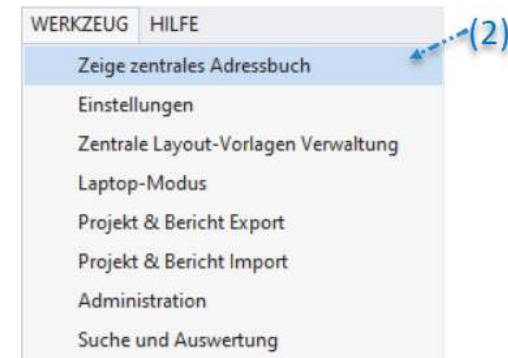 WERKZEUG HILFE
(2)
Zeige zentrales Adressbuch
Einstellungen
Zentrale Layout-Vorlagen Verwaltung
Laptop-Modus
Projekt & Bericht Export
Projekt & Bericht Import
Administration
Suche und Auswertung